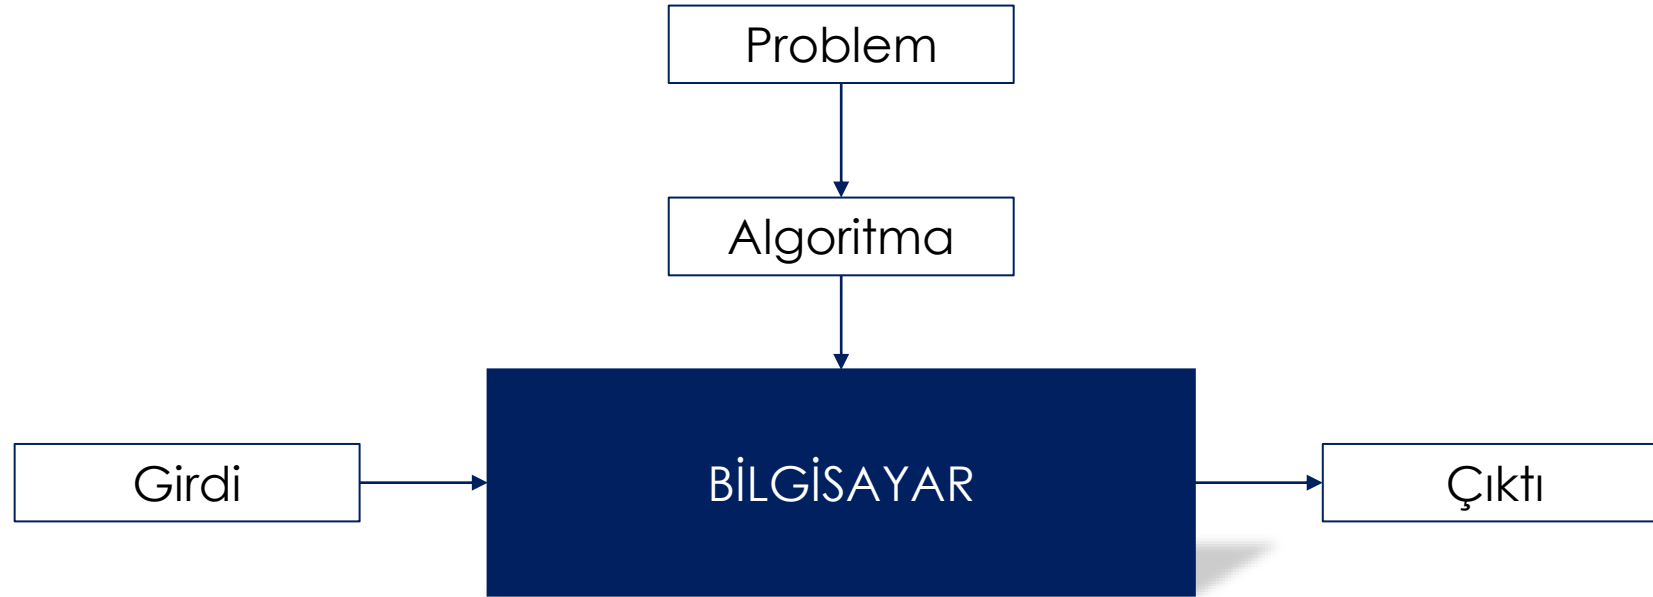 Problem
Algoritma
Girdi
BİLGİSAYAR
Çıktı